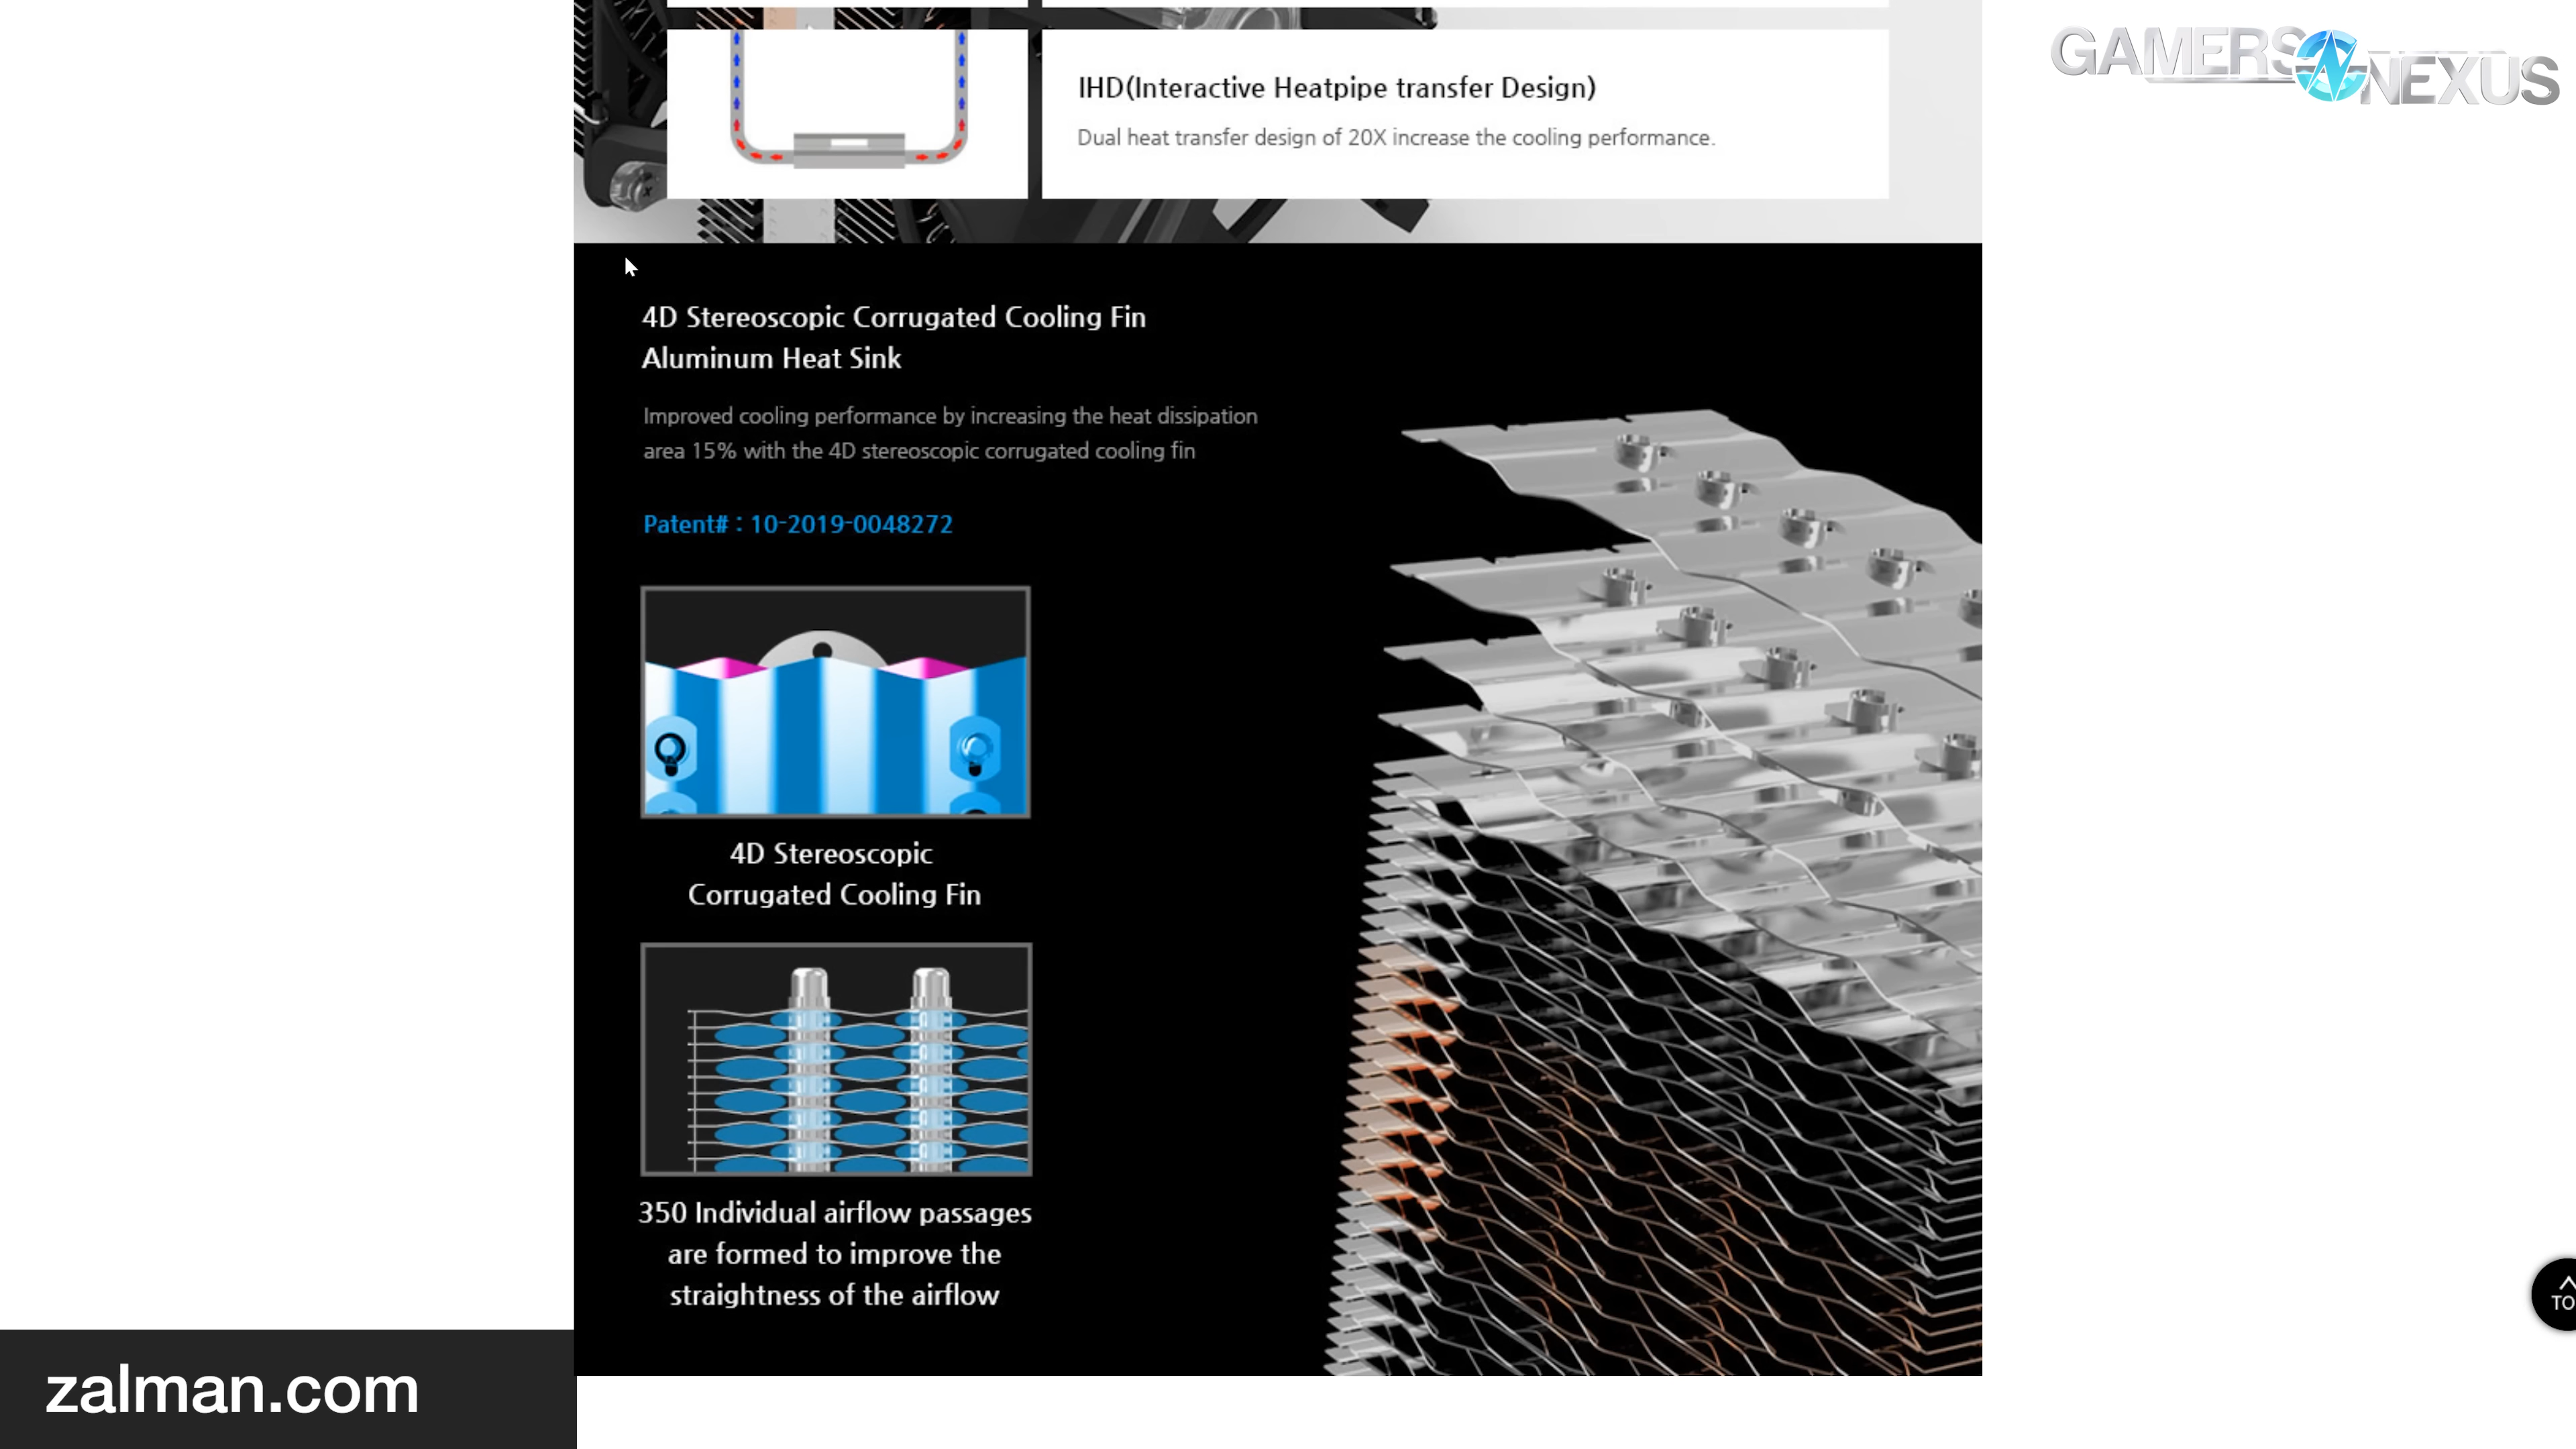 GAMERS NEXUS
IHD(Interactive Heatpipe transfer Design)
Dual heat transfer design of 20X increase the cooling performance.
4D Stereoscopic Corrugated Cooling Fin
Aluminum Heat Sink
Improved cooling performance by increasing the heat dissipation
area 15% with the 4D stereoscopic corrugated cooling fin
Patent# : 10-2019-0048272
4D Stereoscopic
Corrugated Cooling Fin
350 Individual airflow passages
are formed to improve the
straightness of the airflow
TO
zalman.com